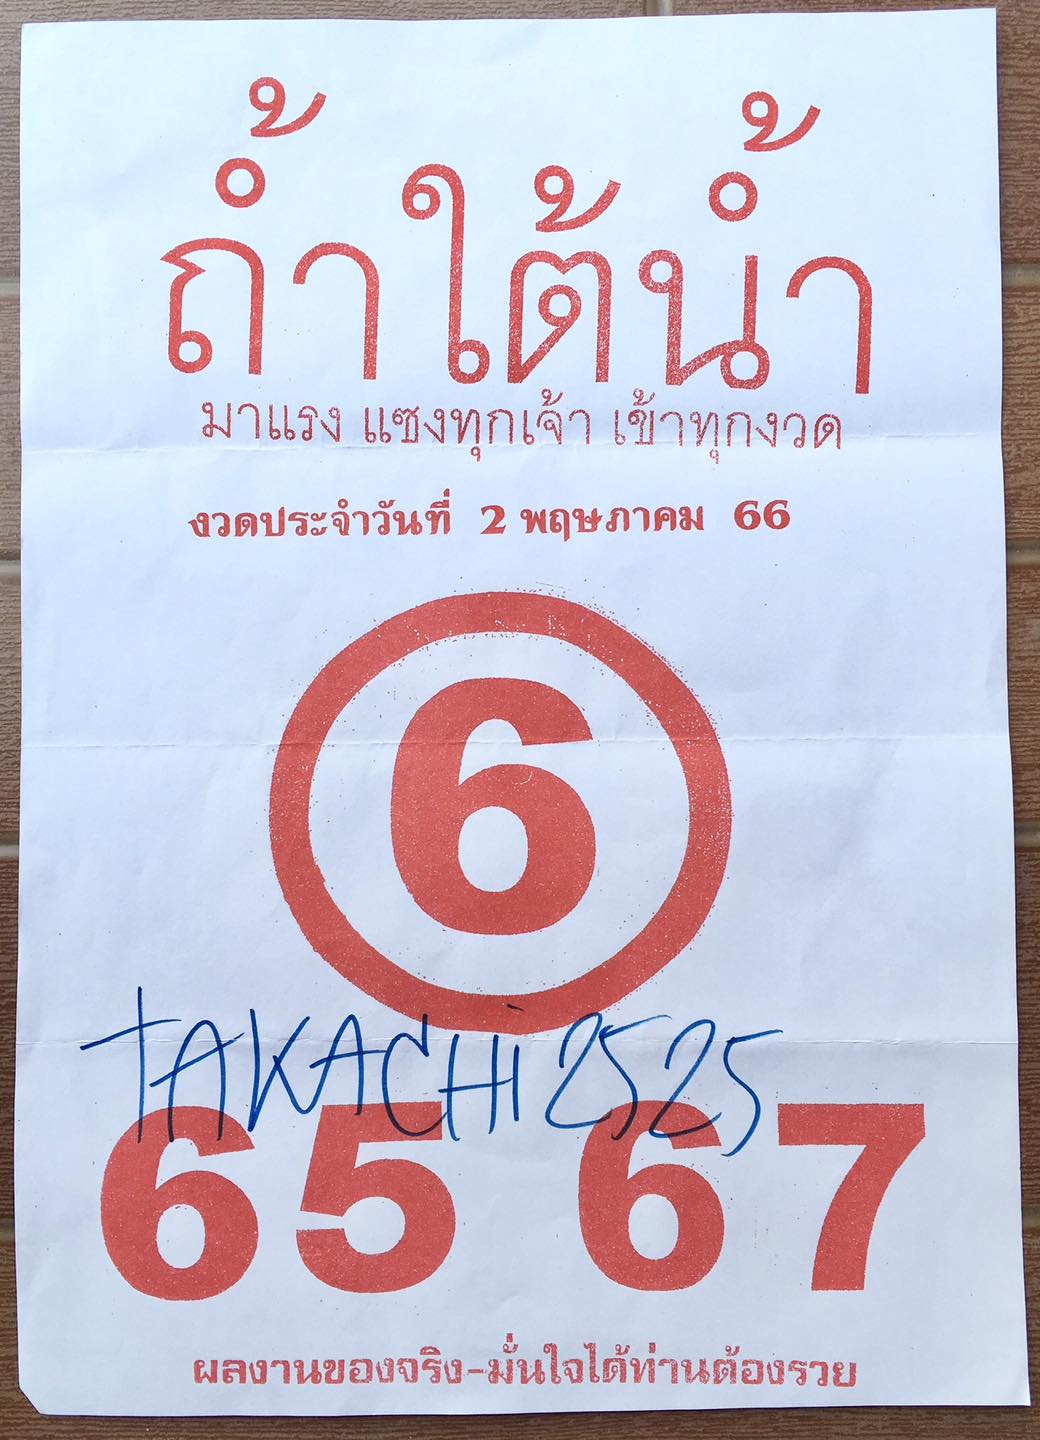 ถ้ำใต้น้ำ
มาแรง แซงทุกเจ้า เข้าทุกงวด
งวดประจำวันที่ 2 พฤษภาคม 66
6
TAKACHi 2525
65 67
ผลงานของจริง-มั่นใจได้ท่านต้องรวย